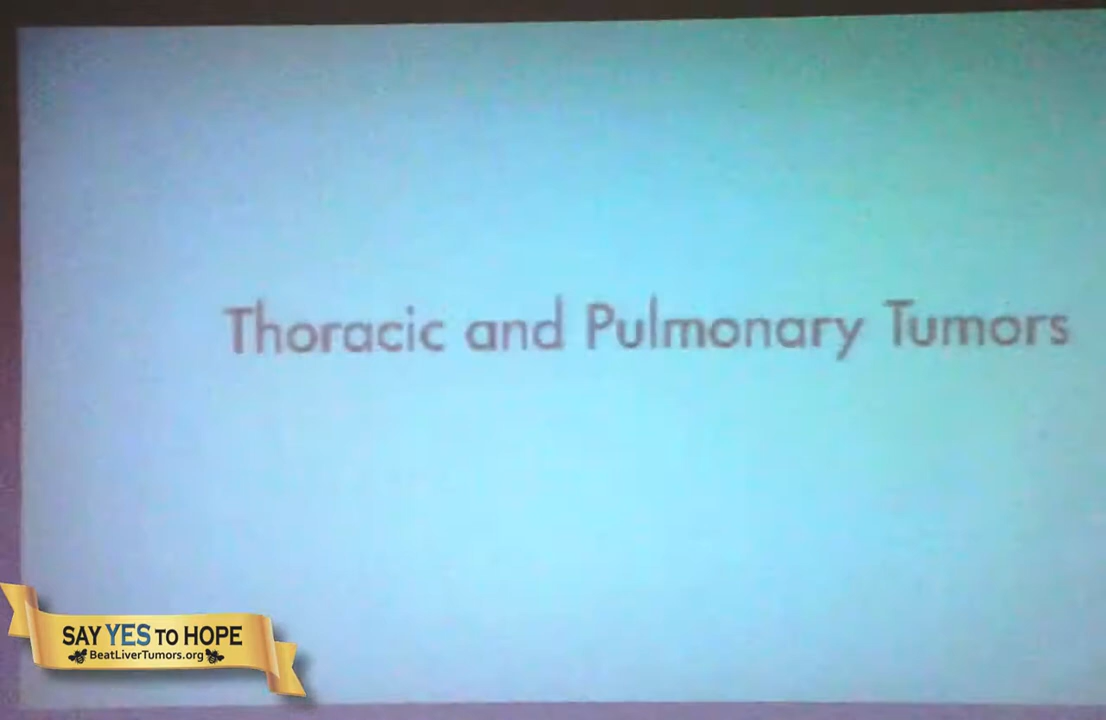 Thoracic and Pulmonary Tumors
SAY YES TO HOPE
BeatLiverTumors.org